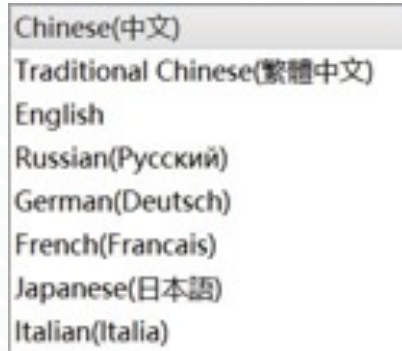 Chinese(中文)
Traditional Chinese(繁體中文)
English
Russian(Русский)
German(Deutsch)
French(Francais)
Japanese(日本語)
Italian(Italia)